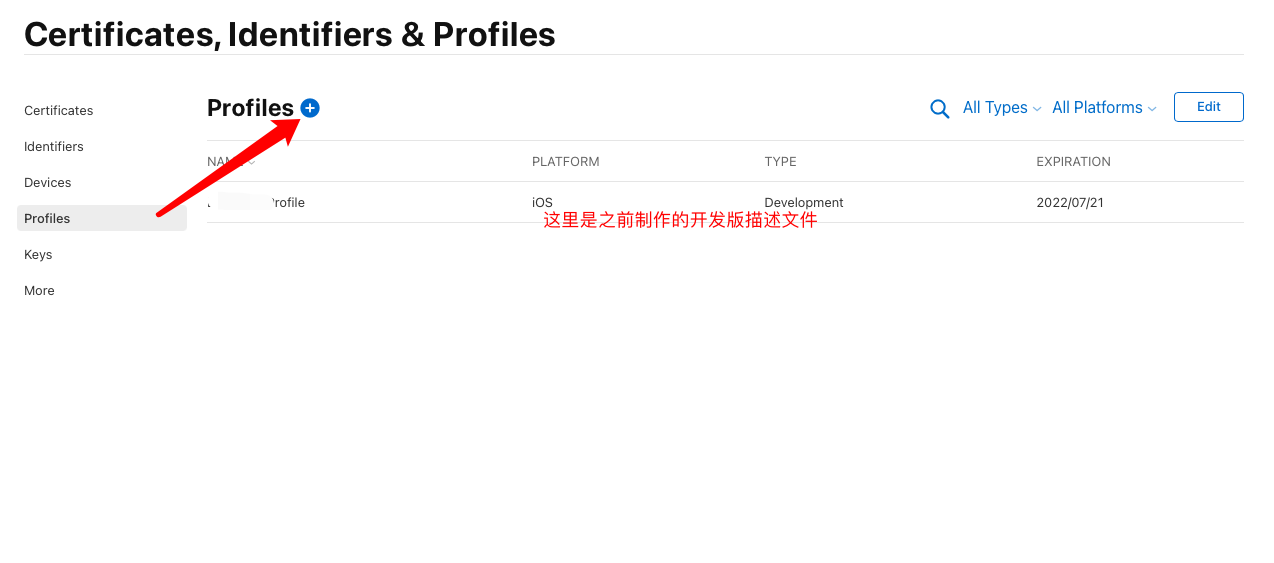 Certificates, Identifiers & Profiles
Certificates
Identifiers
Devices
Profiles
Keys
More
Profiles
All Types
All Platforms
Edit
NAME PLATFORM TYPE EXPIRATION
rofile iOS Development 2022/07/21
这里是之前制作的开发版描述文件